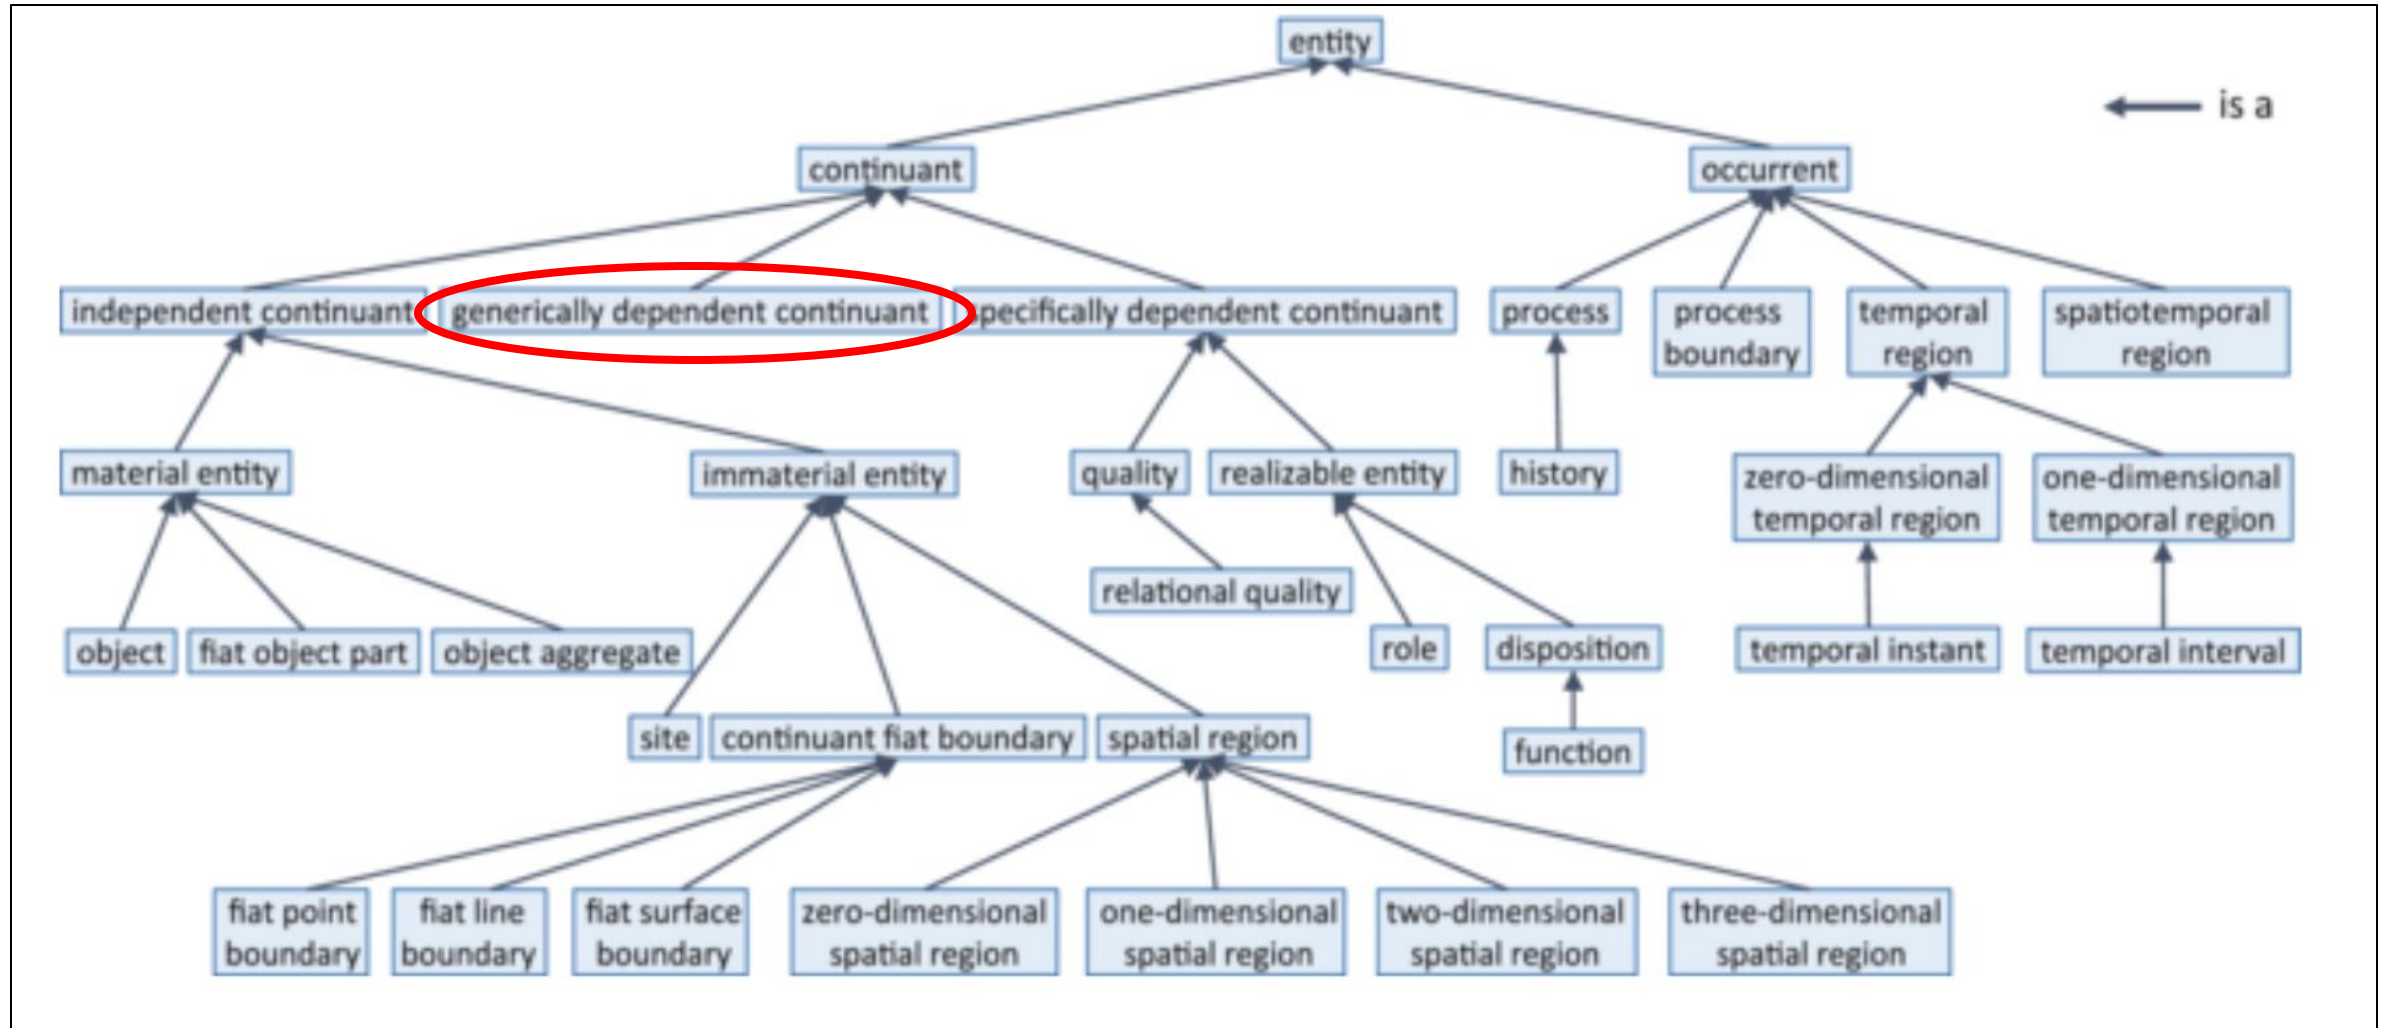 entity
is a
continuant
occurrent
independent continuant
generically dependent continuant
specifically dependent continuant
process
process
boundary
temporal
region
spatiotemporal
region
material entity
immaterial entity
quality
realizable entity
history
zero-dimensional
temporal region
one-dimensional
temporal region
relational quality
object
fiat object part
object aggregate
role
disposition
temporal instant
temporal interval
site
continuant fiat boundary
spatial region
function
fiat point
boundary
fiat line
boundary
fiat surface
boundary
zero-dimensional
spatial region
one-dimensional
spatial region
two-dimensional
spatial region
three-dimensional
spatial region